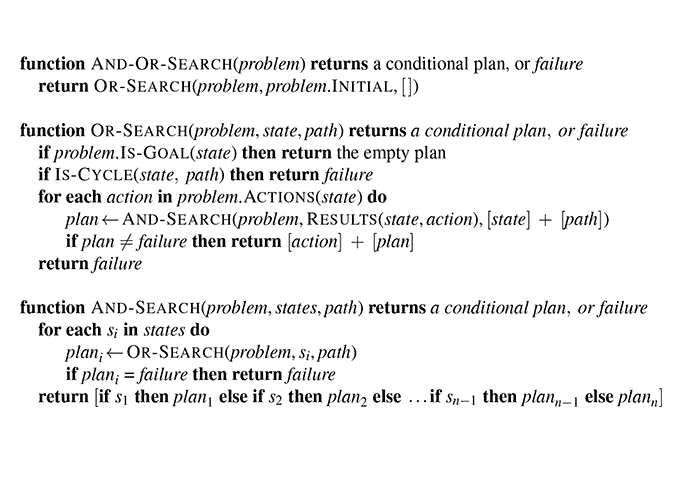 function AND-OR-SEARCH(problem) returns a conditional plan, or failure
return OR-SEARCH(problem, problem.INITIAL, [ ])
function OR-SEARCH(problem, state, path) returns a conditional plan, or failure
if problem.IS-GOAL(state) then return the empty plan
if IS-CYCLE(state, path) then return failure
for each action in problem.ACTIONS(state) do
plan ← AND-SEARCH(problem, RESULTS(state, action), [state] + [path])
if plan ≠ failure then return [action] + [plan]
return failure
function AND-SEARCH(problem, states, path) returns a conditional plan, or failure
for each sᵢ in states do
planᵢ ← OR-SEARCH(problem, sᵢ, path)
if planᵢ = failure then return failure
return [if s₁ then plan₁ else if s₂ then plan₂ else … if sₙ₋₁ then planₙ₋₁ else planₙ]